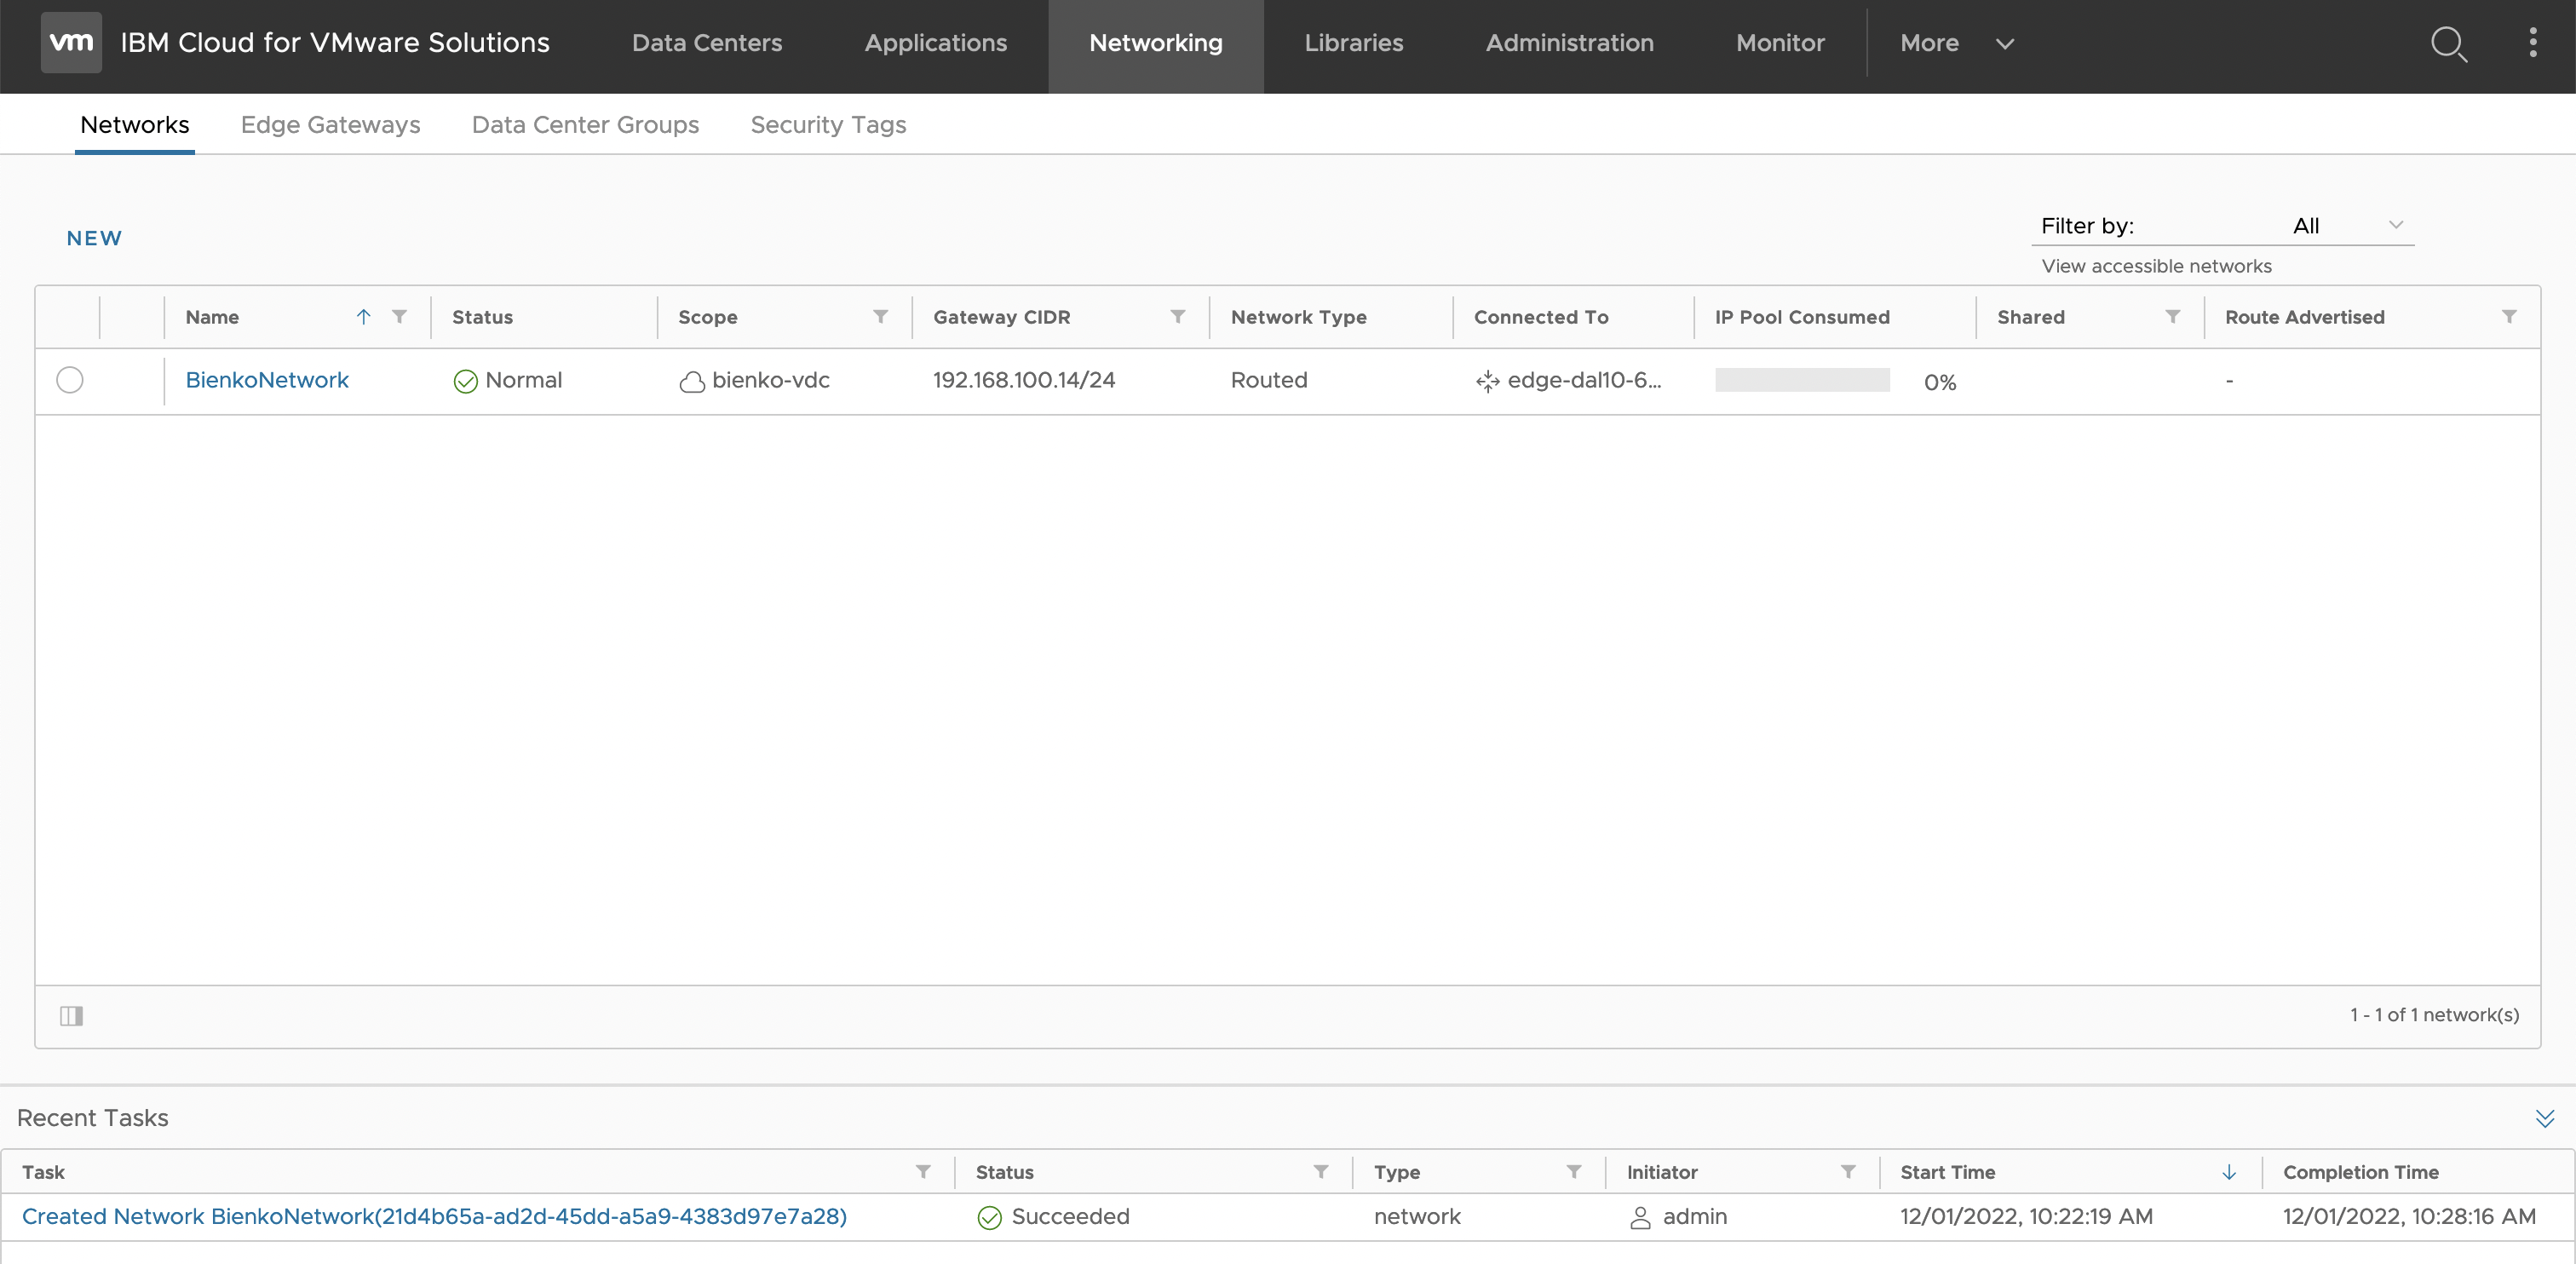 vm IBM Cloud for VMware Solutions Data Centers Applications Networking Libraries Administration Monitor More
Networks Edge Gateways Data Center Groups Security Tags
NEW
Filter by: All
View accessible networks
Name Status Scope Gateway CIDR Network Type Connected To IP Pool Consumed Shared Route Advertised
BienkoNetwork Normal bienko-vdc 192.168.100.14/24 Routed edge-dal10-6... 0% -
1 - 1 of 1 network(s)
Recent Tasks
Task Status Type Initiator Start Time Completion Time
Created Network BienkoNetwork(21d4b65a-ad2d-45dd-a5a9-4383d97e7a28) Succeeded network admin 12/01/2022, 10:22:19 AM 12/01/2022, 10:28:16 AM